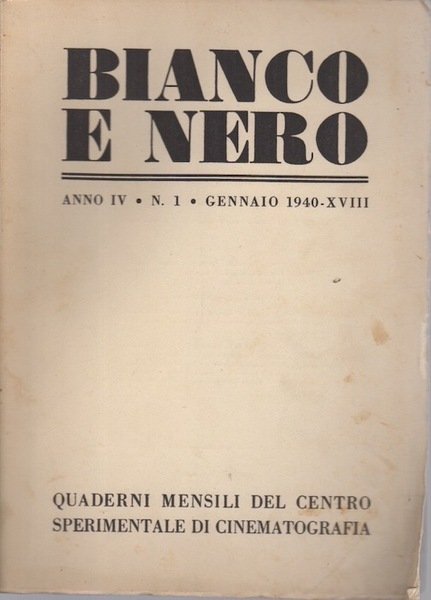 BIANCO
E NERO
ANNO IV • N. 1 • GENNAIO 1940-XVIII
QUADERNI MENSILI DEL CENTRO
SPERIMENTALE DI CINEMATOGRAFIA